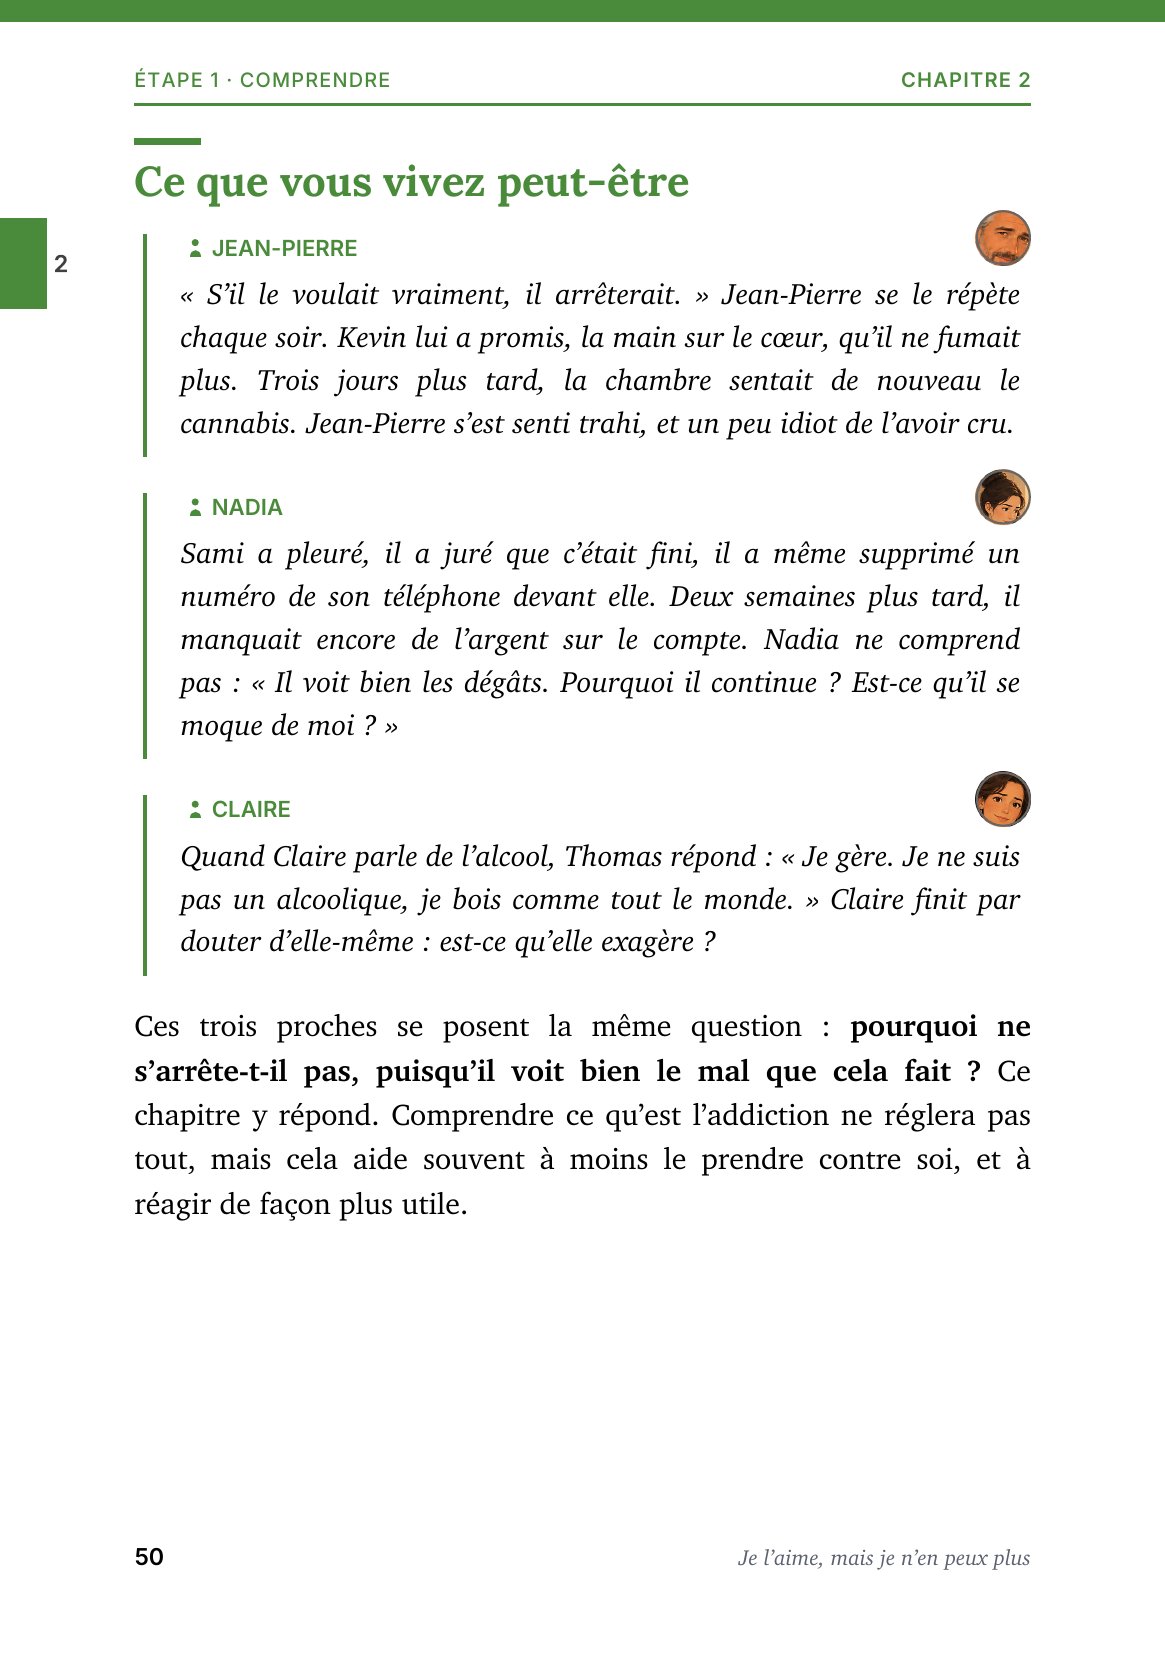 ÉTAPE 1 · COMPRENDRE
CHAPITRE 2
Ce que vous vivez peut-être
2
JEAN-PIERRE
« S’il le voulait vraiment, il arrêterait. » Jean-Pierre se le répète
chaque soir. Kevin lui a promis, la main sur le cœur, qu’il ne fumait
plus. Trois jours plus tard, la chambre sentait de nouveau le
cannabis. Jean-Pierre s’est senti trahi, et un peu idiot de l’avoir cru.
NADIA
Sami a pleuré, il a juré que c’était fini, il a même supprimé un
numéro de son téléphone devant elle. Deux semaines plus tard, il
manquait encore de l’argent sur le compte. Nadia ne comprend
pas : « Il voit bien les dégâts. Pourquoi il continue ? Est-ce qu’il se
moque de moi ? »
CLAIRE
Quand Claire parle de l’alcool, Thomas répond : « Je gère. Je ne suis
pas un alcoolique, je bois comme tout le monde. » Claire finit par
douter d’elle-même : est-ce qu’elle exagère ?
Ces trois proches se posent la même question : pourquoi ne
s’arrête-t-il pas, puisqu’il voit bien le mal que cela fait ? Ce
chapitre y répond. Comprendre ce qu’est l’addiction ne réglera pas
tout, mais cela aide souvent à moins le prendre contre soi, et à
réagir de façon plus utile.
50
Je l’aime, mais je n’en peux plus